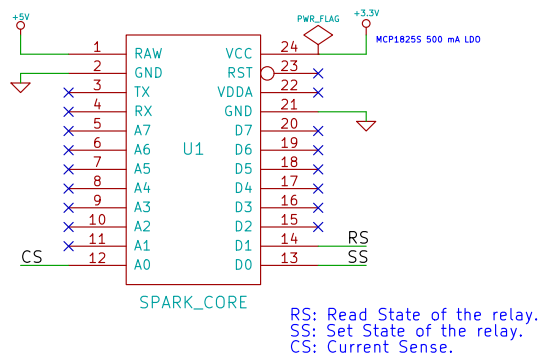 +5V
PWR_FLAG
+3.3V
MCP1825S 500 mA LDO
1 RAW VCC 24
2 GND RST 23
3 TX VDDA 22
4 RX GND 21
5 A7 D7 20
6 A6 U1 D6 19
7 A5 D5 18
8 A4 D4 17
9 A3 D3 16
10 A2 D2 15
11 A1 D1 14 RS
CS 12 A0 D0 13 SS
SPARK_CORE
RS: Read State of the relay.
SS: Set State of the relay.
CS: Current Sense.